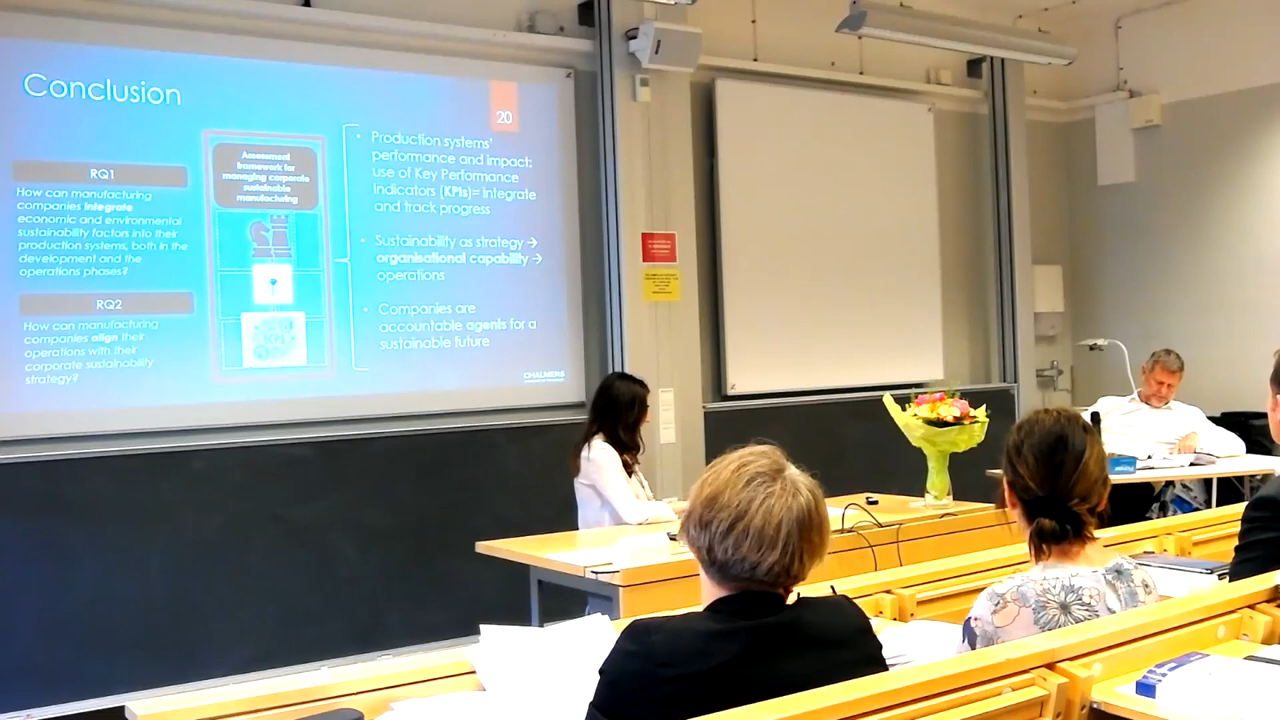 Conclusion
20
RQ1
How can manufacturing
companies integrate
economic and environmental
sustainability factors into their
production systems, both in the
development and the
operations phases?
RQ2
How can manufacturing
companies align their
operations with their
corporate sustainability
strategy?
Assessment
framework for
managing corporate
sustainable
manufacturing
• Production systems'
performance and impact:
use of Key Performance
Indicators (KPIs)= integrate
and track progress
• Sustainability as strategy →
organisational capability →
operations
• Companies are
accountable agents for a
sustainable future
CHALMERS